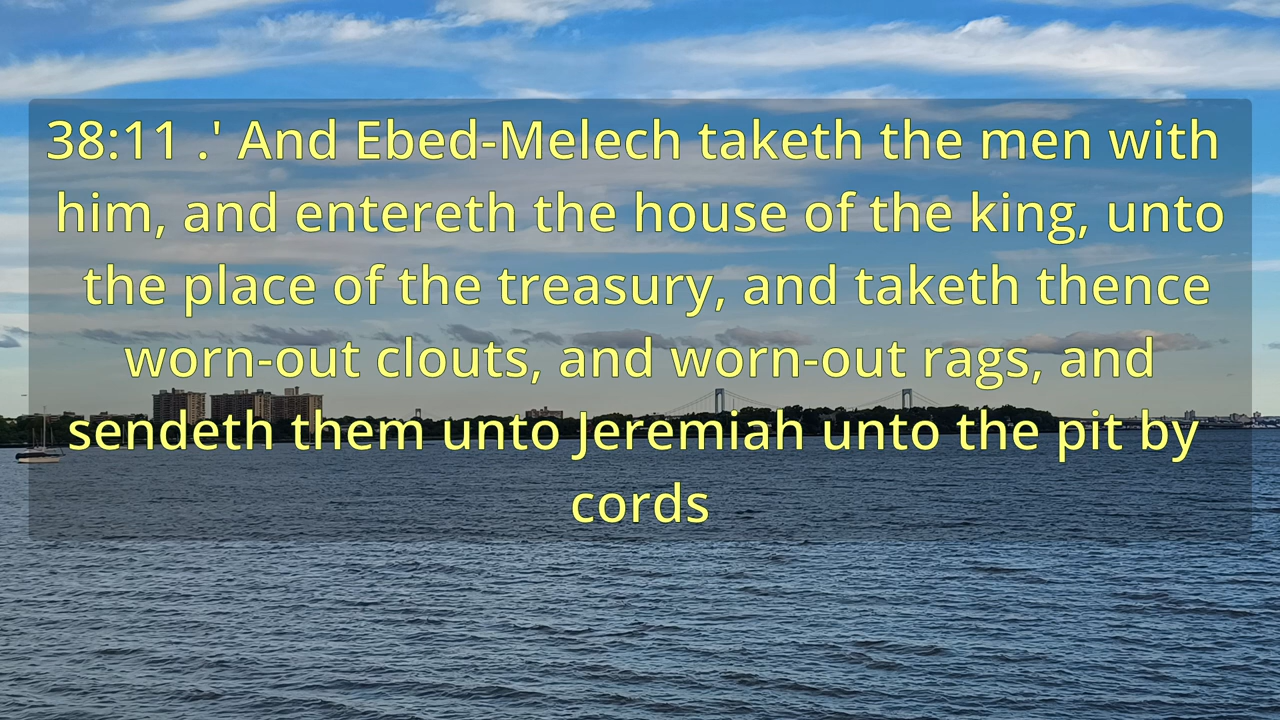 38:11 .' And Ebed-Melech taketh the men with
him, and entereth the house of the king, unto
the place of the treasury, and taketh thence
worn-out clouts, and worn-out rags, and
sendeth them unto Jeremiah unto the pit by
cords